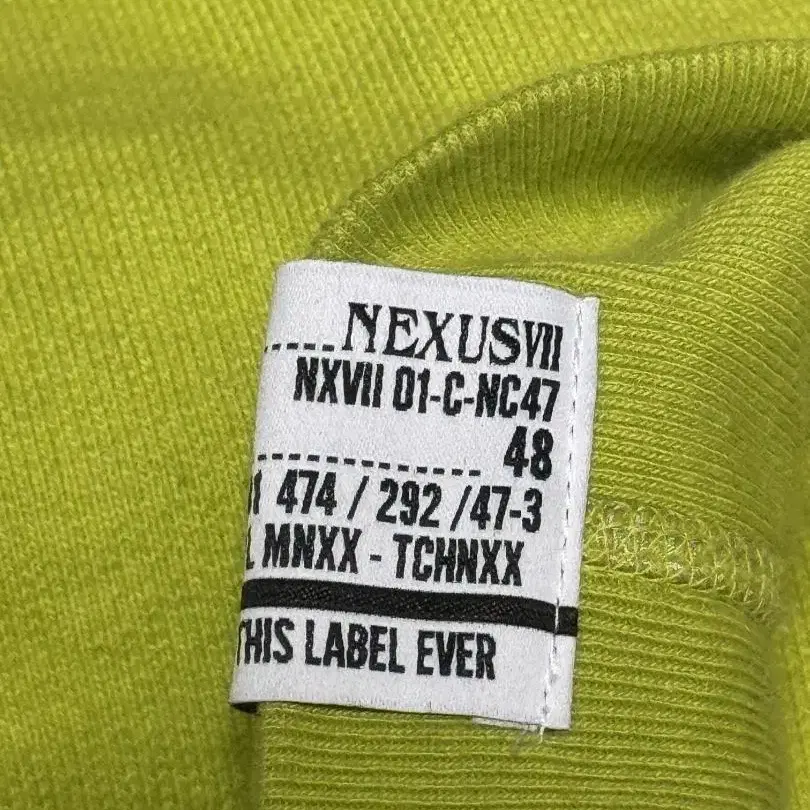 NEXUSVII
NXVII 01-C-NC47
48
474 / 292 /47-3
MNXX - TCHNXX
THIS LABEL EVER